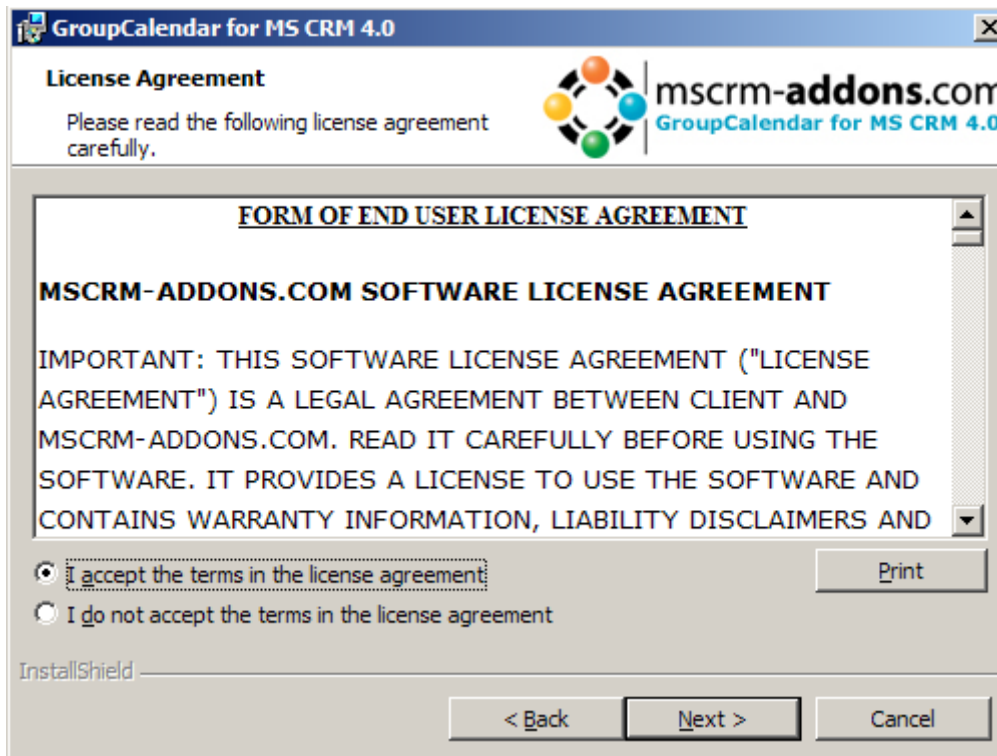 GroupCalendar for MS CRM 4.0
License Agreement
Please read the following license agreement
carefully.
mscrm-addons.com
GroupCalendar for MS CRM 4.0
FORM OF END USER LICENSE AGREEMENT
MSCRM-ADDONS.COM SOFTWARE LICENSE AGREEMENT
IMPORTANT: THIS SOFTWARE LICENSE AGREEMENT ("LICENSE
AGREEMENT") IS A LEGAL AGREEMENT BETWEEN CLIENT AND
MSCRM-ADDONS.COM. READ IT CAREFULLY BEFORE USING THE
SOFTWARE. IT PROVIDES A LICENSE TO USE THE SOFTWARE AND
CONTAINS WARRANTY INFORMATION, LIABILITY DISCLAIMERS AND
I accept the terms in the license agreement
Print
I do not accept the terms in the license agreement
InstallShield
< Back
Next >
Cancel